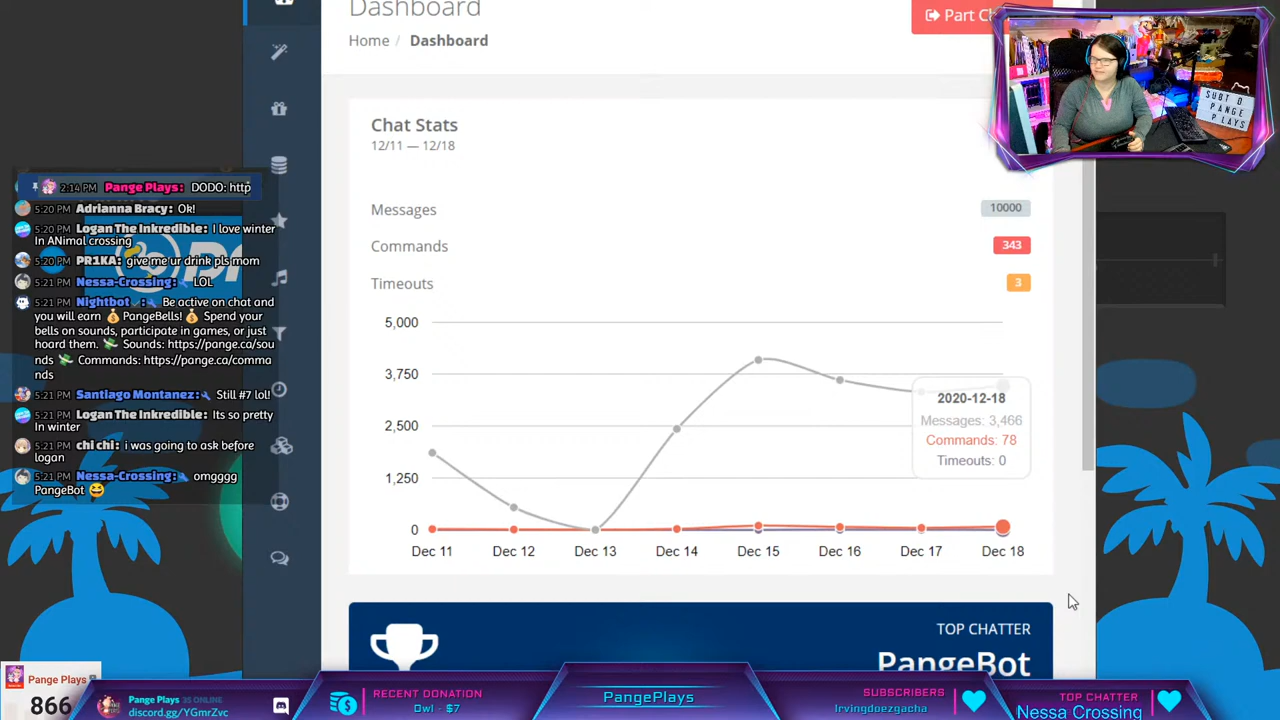 Dashboard
Part Ch
Home / Dashboard
SUBT D
PANGE
PLAYS
Chat Stats
12/11 — 12/18
Messages
10000
Commands
343
Timeouts
3
5,000
3,750
2,500
1,250
0
2020-12-18
Messages: 3,466
Commands: 78
Timeouts: 0
Dec 11
Dec 12
Dec 13
Dec 14
Dec 15
Dec 16
Dec 17
Dec 18
TOP CHATTER
PangeBot
2:14 PM Pange Plays: DODO: http
5:20 PM Adrianna Bracy: Ok!
5:20 PM Logan The Inkredible: I love winter
In ANimal crossing
5:20 PM PR1KA: give me ur drink pls mom
5:21 PM Nessa-Crossing: LOL
5:21 PM Nightbot: Be active on chat and
you will earn 💰 PangeBells! 💰 Spend your
bells on sounds, participate in games, or just
hoard them. 💸 Sounds: https://pange.ca/sou
nds 💸 Commands: https://pange.ca/comma
nds
5:21 PM Santiago Montanez: Still #7 lol!
5:21 PM Logan The Inkredible: Its so pretty
In winter
5:21 PM chi chi: i was going to ask before
logan
5:21 PM Nessa-Crossing: omgggg
PangeBot 😆
Pange Plays
866
Pange Plays 35 ONLINE
discord.gg/YGmrZvc
RECENT DONATION
Owl - $7
PangePlays
SUBSCRIBERS
Irvingdoezgacha
TOP CHATTER
Nessa Crossing